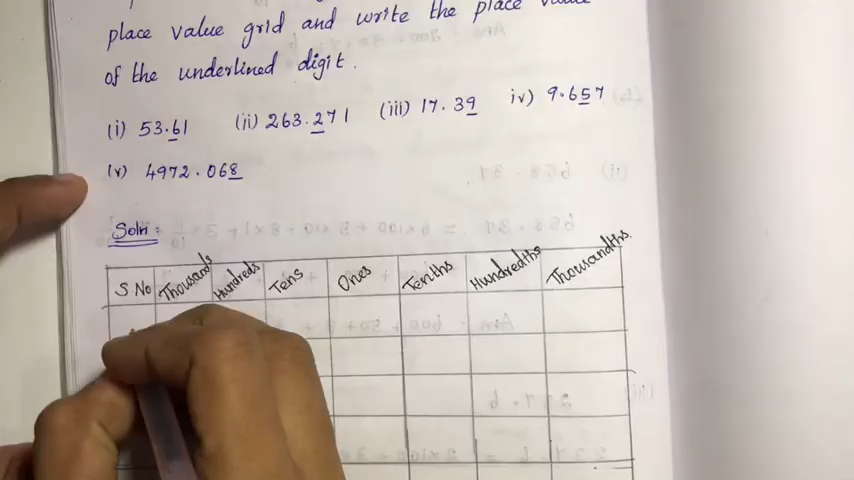 place value grid and write the place value
of the underlined digit.
(i) 53.61 (ii) 263.271 (iii) 17.39 iv) 9.657
(v) 4972.068
Soln :
S No Thousands Hundreds Tens Ones Tenths Hundredths Thousandths.